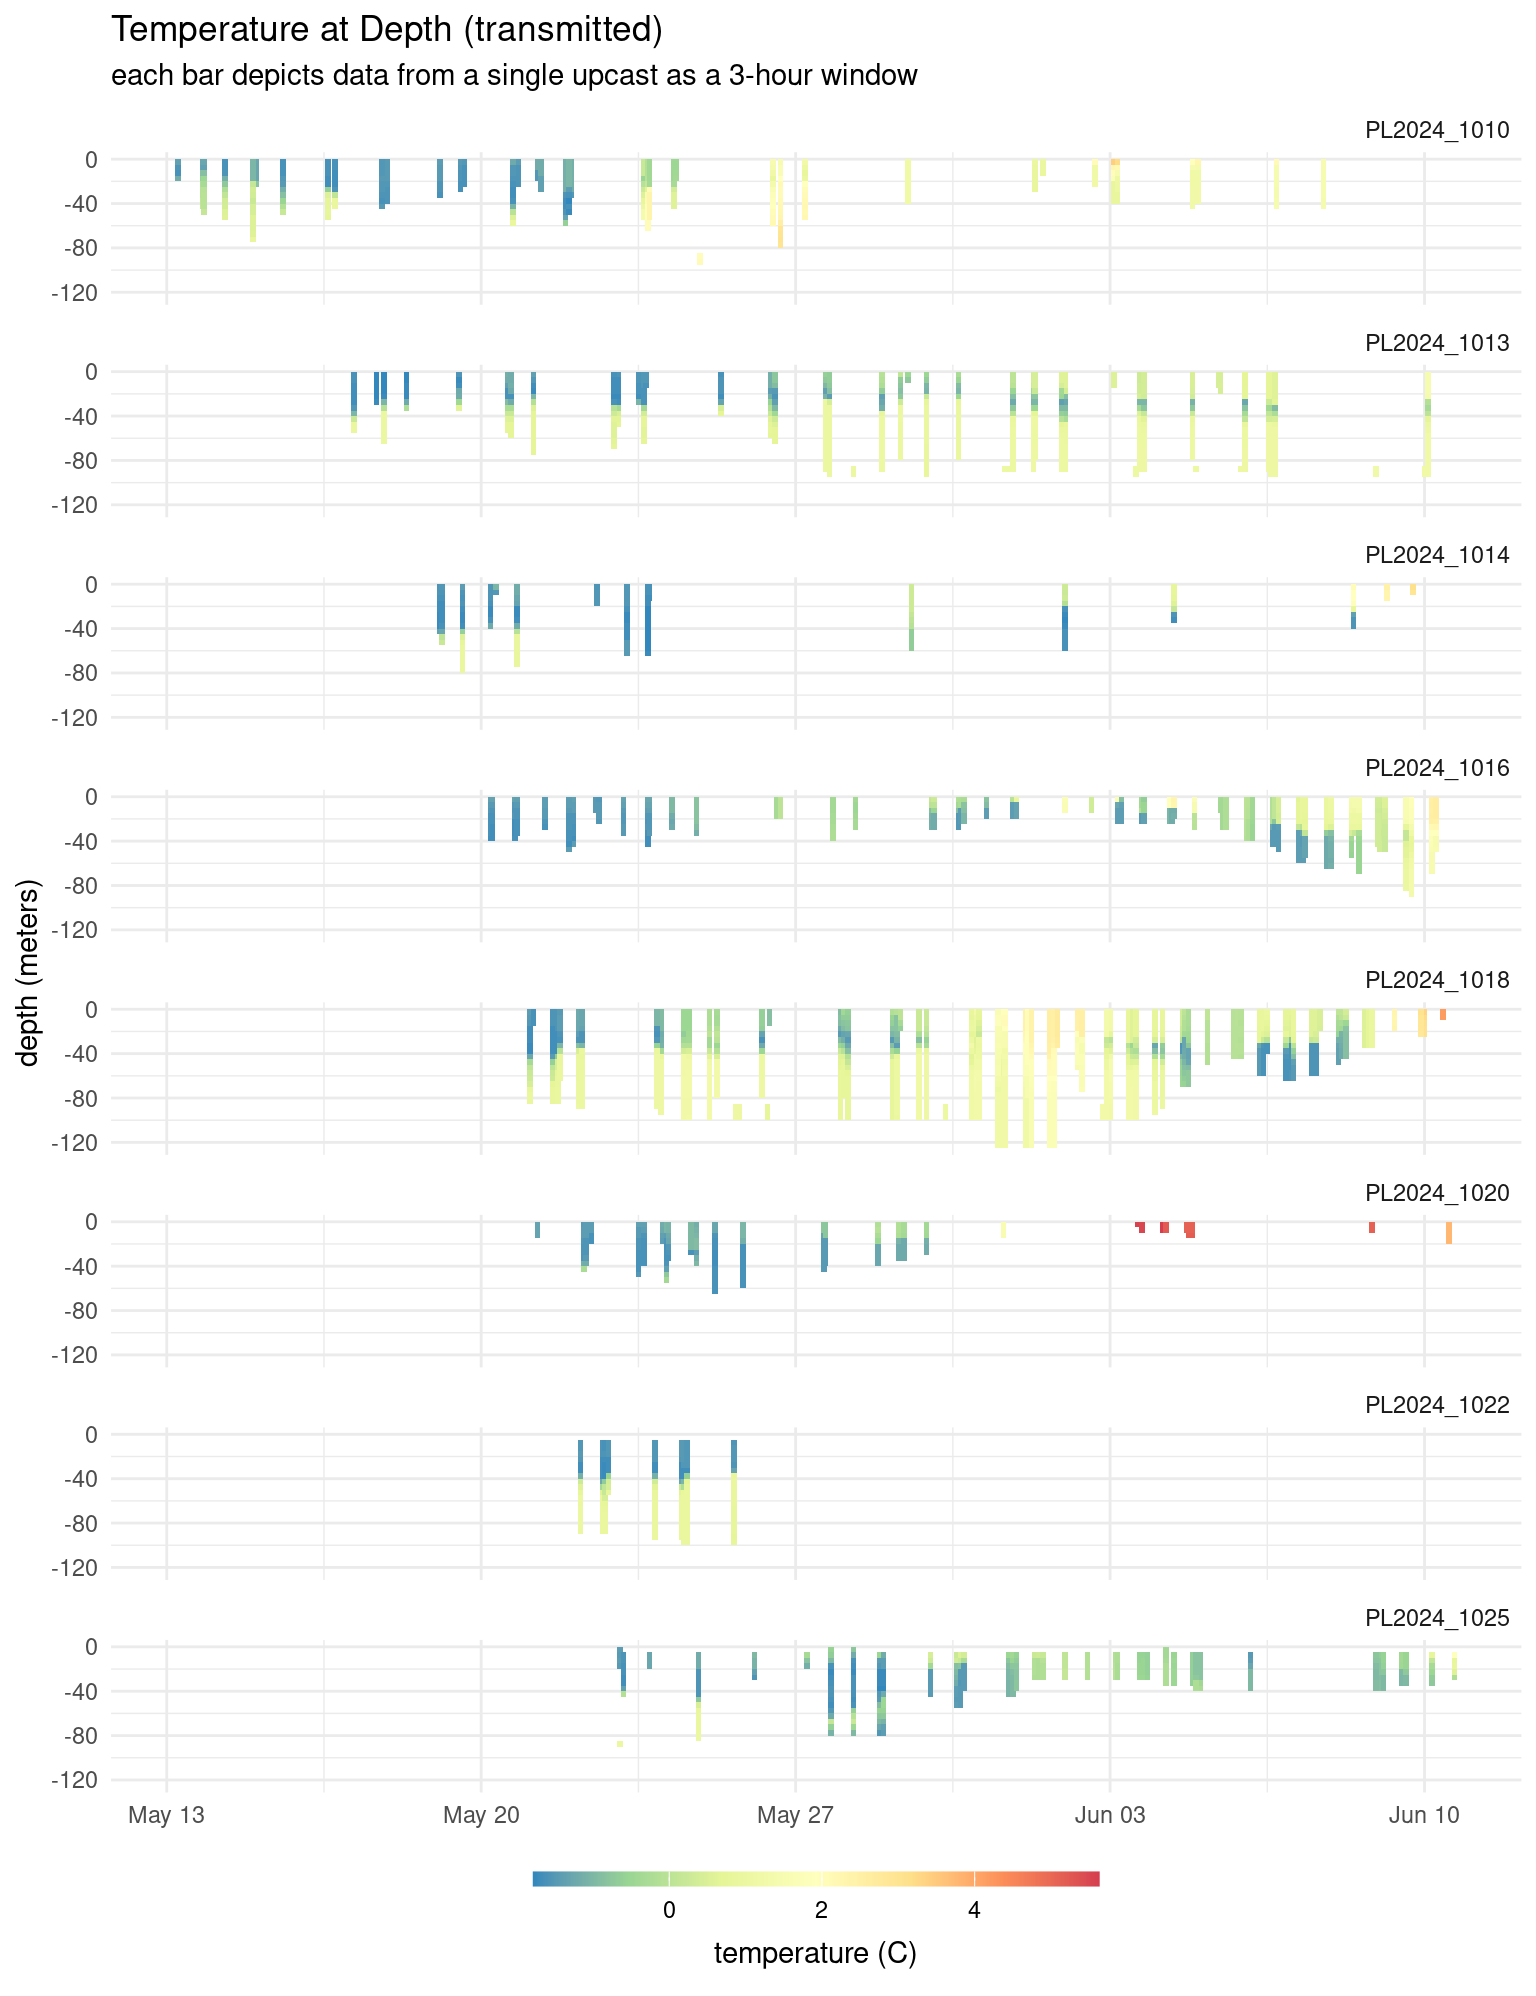 Temperature at Depth (transmitted)
each bar depicts data from a single upcast as a 3-hour window
PL2024_1010
0
-40
-80
-120
PL2024_1013
0
-40
-80
-120
PL2024_1014
0
-40
-80
-120
PL2024_1016
0
-40
-80
-120
depth (meters)
PL2024_1018
0
-40
-80
-120
PL2024_1020
0
-40
-80
-120
PL2024_1022
0
-40
-80
-120
PL2024_1025
0
-40
-80
-120
May 13 May 20 May 27 Jun 03 Jun 10
0 2 4
temperature (C)